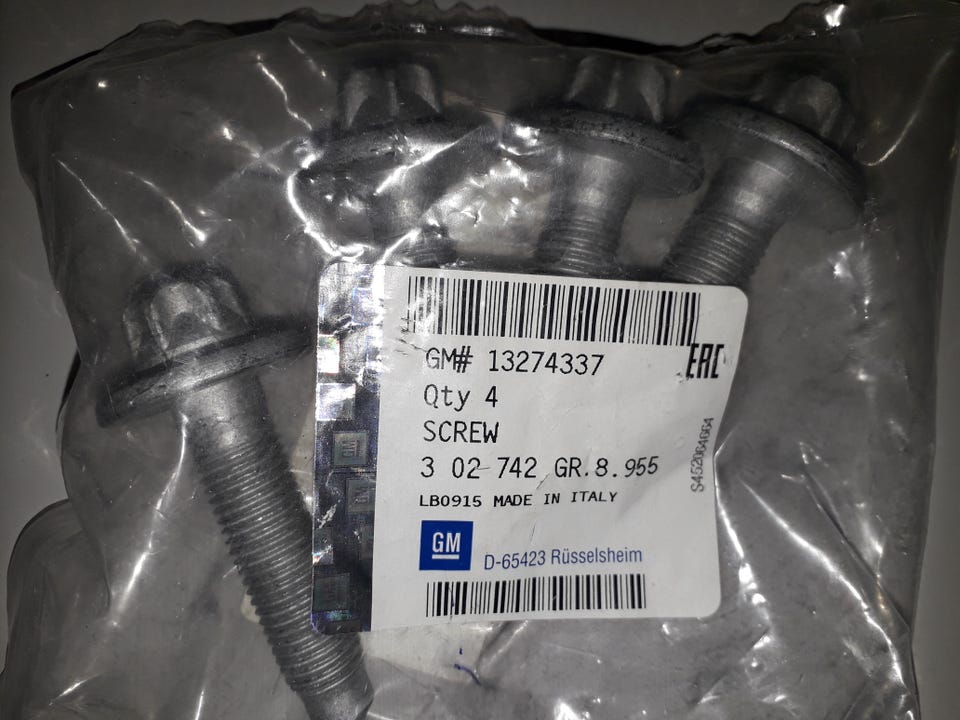 GM# 13274337
EAC
Qty 4
SCREW
3 02 742 GR.8.955
LB0915 MADE IN ITALY
GM
D-65423 Rüsselsheim
S452064664